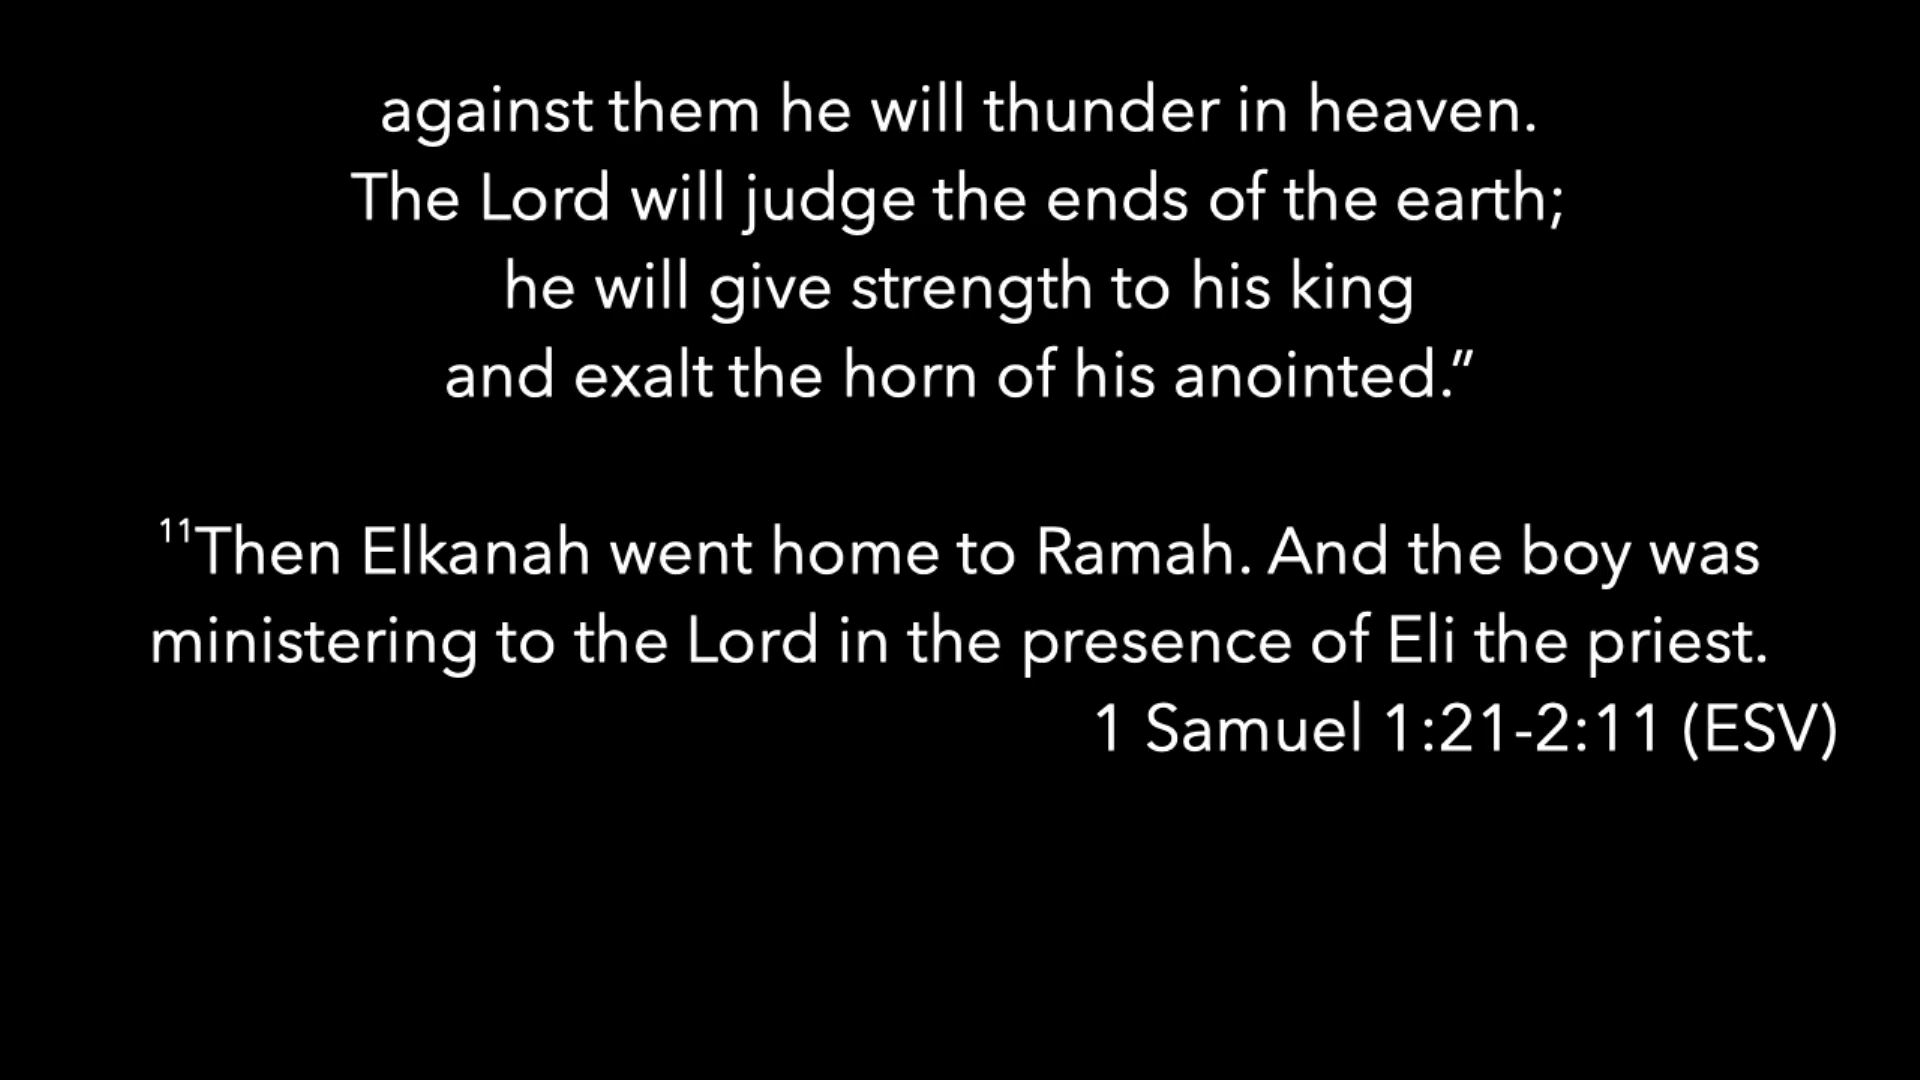 against them he will thunder in heaven.
The Lord will judge the ends of the earth;
he will give strength to his king
and exalt the horn of his anointed.”
¹¹Then Elkanah went home to Ramah. And the boy was
ministering to the Lord in the presence of Eli the priest.
1 Samuel 1:21-2:11 (ESV)